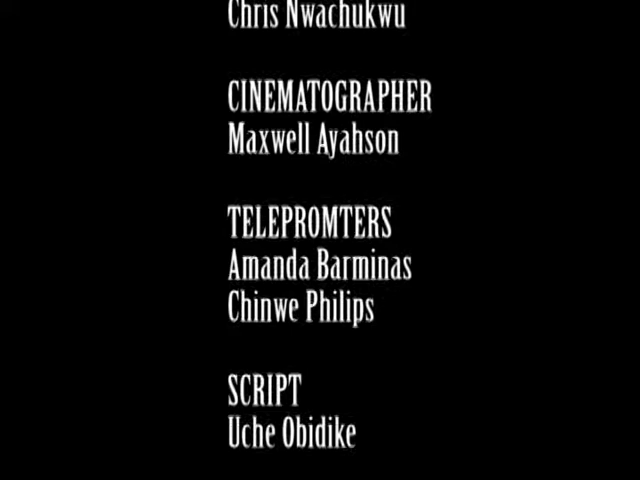 Chris Nwachukwu
CINEMATOGRAPHER
Maxwell Ayahson
TELEPROMTERS
Amanda Barminas
Chinwe Philips
SCRIPT
Uche Obidike